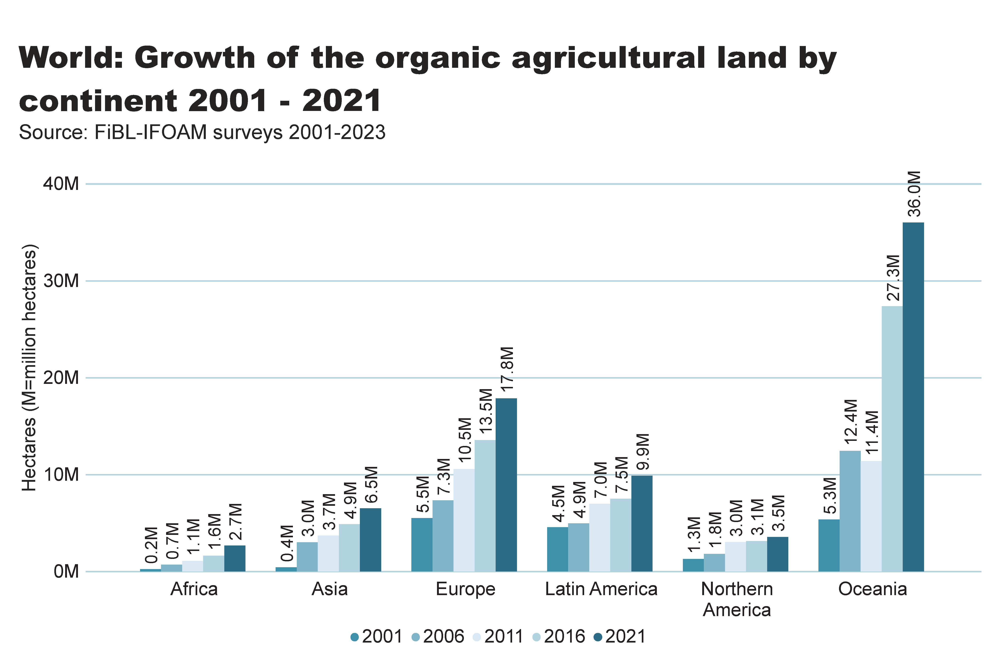 World: Growth of the organic agricultural land by
continent 2001 - 2021
Source: FiBL-IFOAM surveys 2001-2023
Hectares (M=million hectares)
40M
30M
20M
10M
0M
0.2M
0.7M
1.1M
1.6M
2.7M
0.4M
3.0M
3.7M
4.9M
6.5M
5.5M
7.3M
10.5M
13.5M
17.8M
4.5M
4.9M
7.0M
7.5M
9.9M
1.3M
1.8M
3.0M
3.1M
3.5M
5.3M
12.4M
11.4M
27.3M
36.0M
Africa
Asia
Europe
Latin America
Northern
America
Oceania
2001 2006 2011 2016 2021